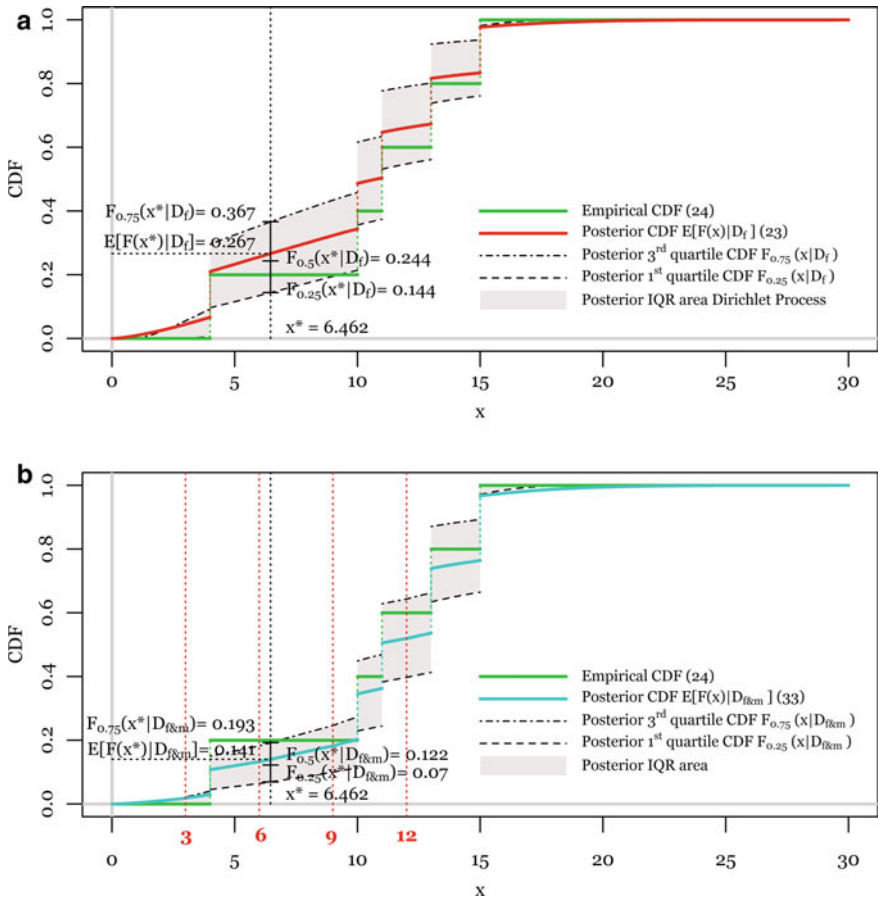 a
CDF
1.0
0.8
0.6
0.4
0.2
0.0
F0.75(x*|Df)= 0.367
E[F(x*)|Df]= 0.267
F0.5(x*|Df)= 0.244
F0.25(x*|Df)= 0.144
x* = 6.462
Empirical CDF (24)
Posterior CDF E[F(x)|Df ] (23)
Posterior 3rd quartile CDF F0.75 (x|Df )
Posterior 1st quartile CDF F0.25 (x|Df )
Posterior IQR area Dirichlet Process
0 5 10 15 20 25 30
x
b
CDF
1.0
0.8
0.6
0.4
0.2
0.0
F0.75(x*|Df&m)= 0.193
E[F(x*)|Df&m]= 0.141
F0.5(x*|Df&m)= 0.122
F0.25(x*|Df&m)= 0.07
x* = 6.462
Empirical CDF (24)
Posterior CDF E[F(x)|Df&m ] (33)
Posterior 3rd quartile CDF F0.75 (x|Df&m )
Posterior 1st quartile CDF F0.25 (x|Df&m )
Posterior IQR area
3 6 9 12
0 5 10 15 20 25 30
x